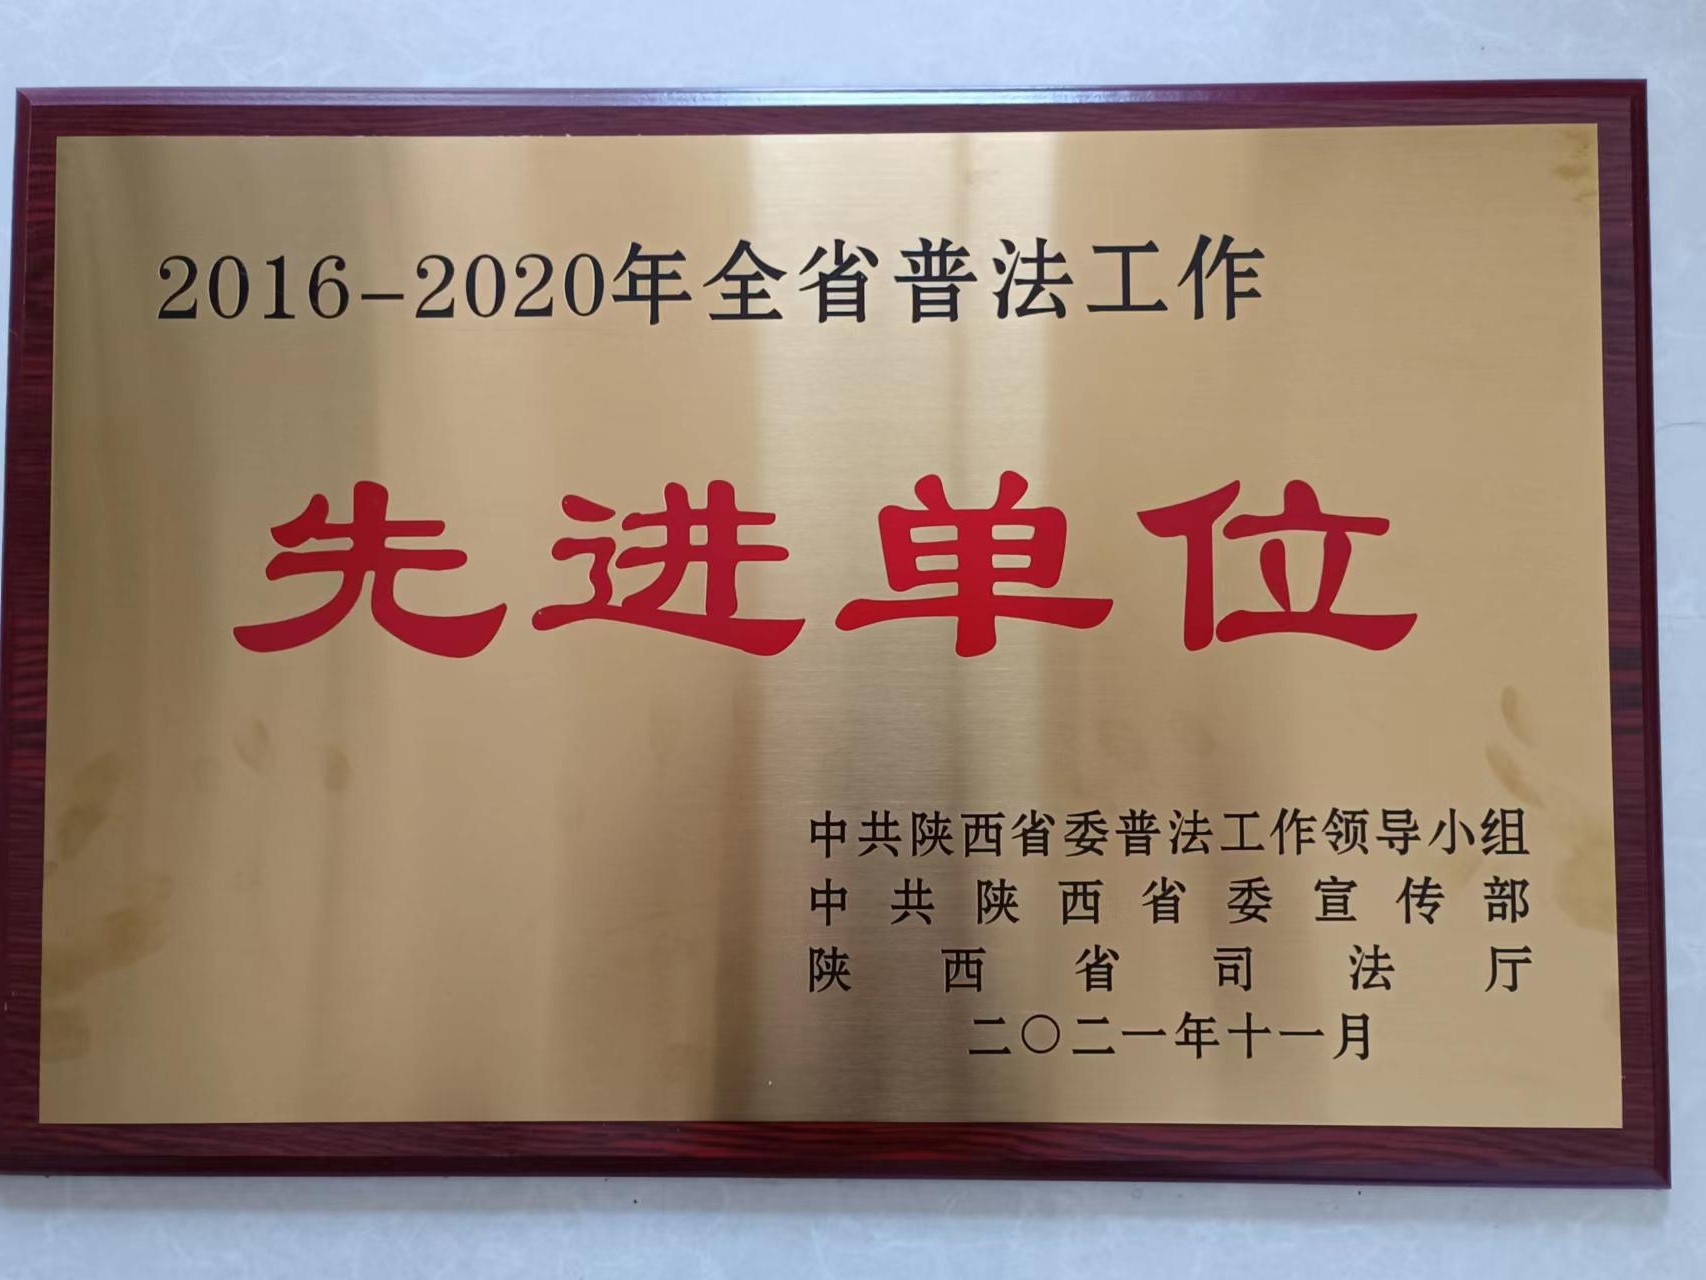 2016-2020年全省普法工作
先进单位
中共陕西省委普法工作领导小组
中共陕西省委宣传部
陕西省司法厅
二〇二一年十一月